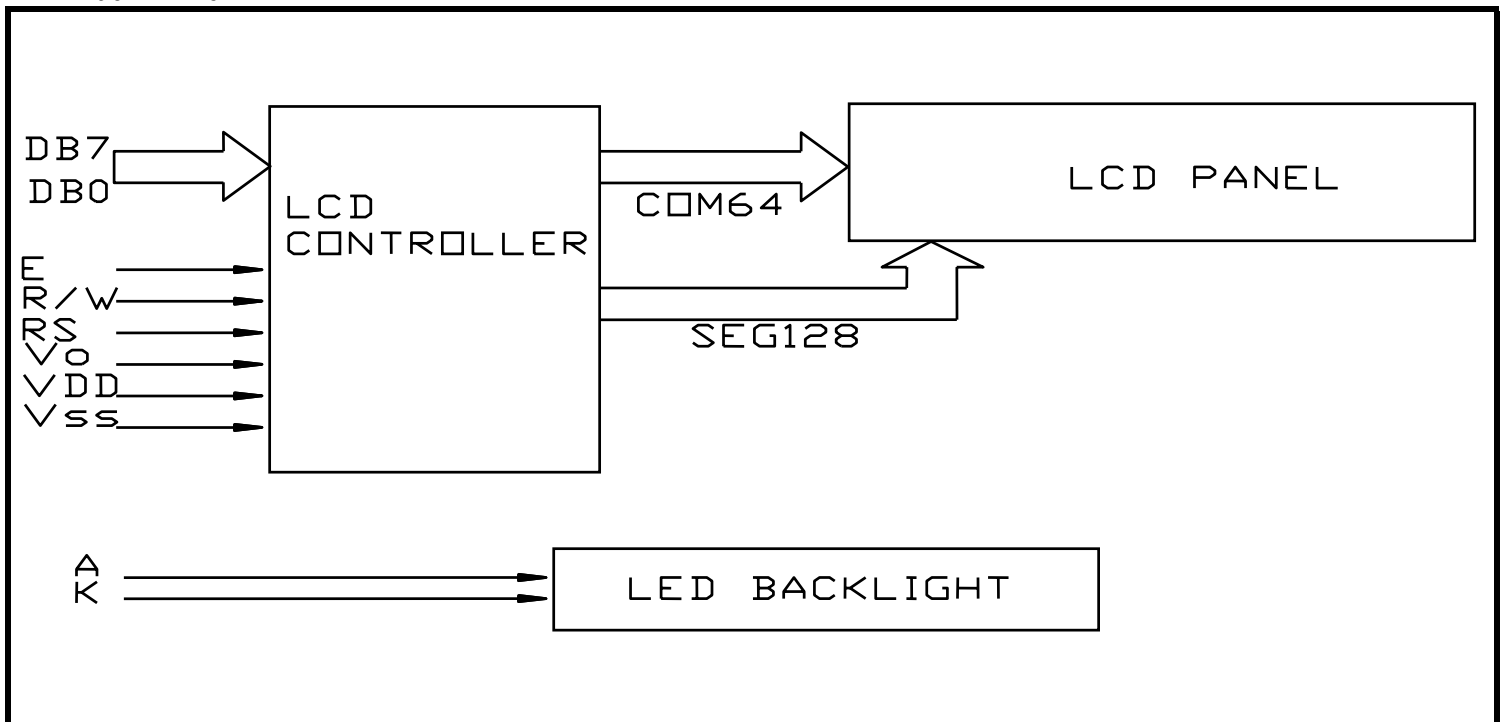 DB7
DB0
LCD
CONTROLLER
COM64
LCD PANEL
E
R/W
RS
Vo
VDD
Vss
SEG128
A
K
LED BACKLIGHT